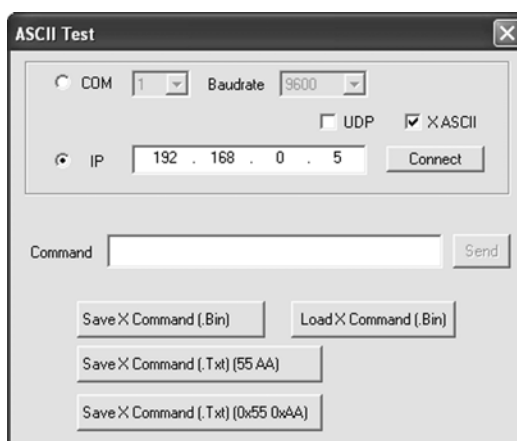 ASCII Test
COM 1 Baudrate 9600
UDP X ASCII
IP 192 . 168 . 0 . 5 Connect
Command Send
Save X Command (.Bin) Load X Command (.Bin)
Save X Command (.Txt) (55 AA)
Save X Command (.Txt) (0x55 0xAA)